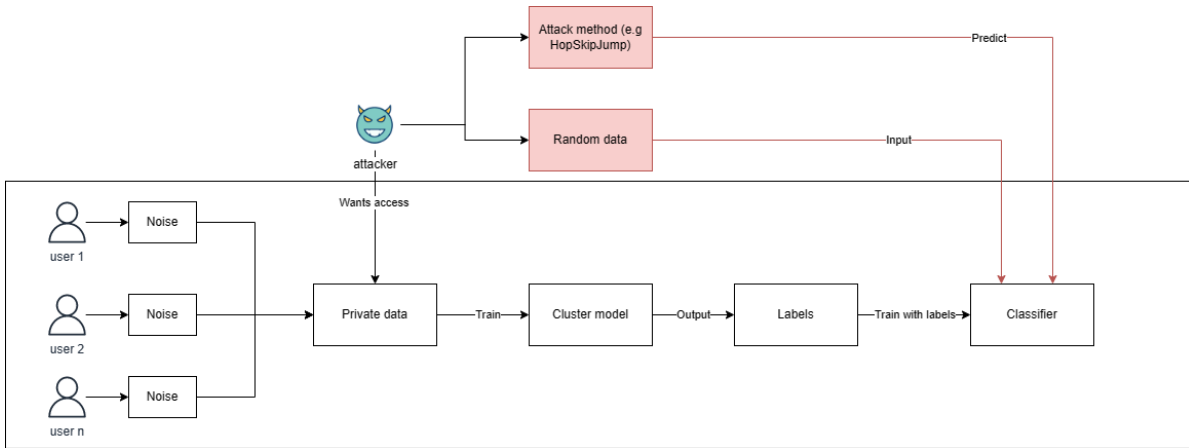 Attack method (e.g
HopSkipJump)
Predict
Random data
Input
attacker
Wants access
Noise
user 1
Noise
user 2
Private data
Train
Cluster model
Output
Labels
Train with labels
Classifier
Noise
user n